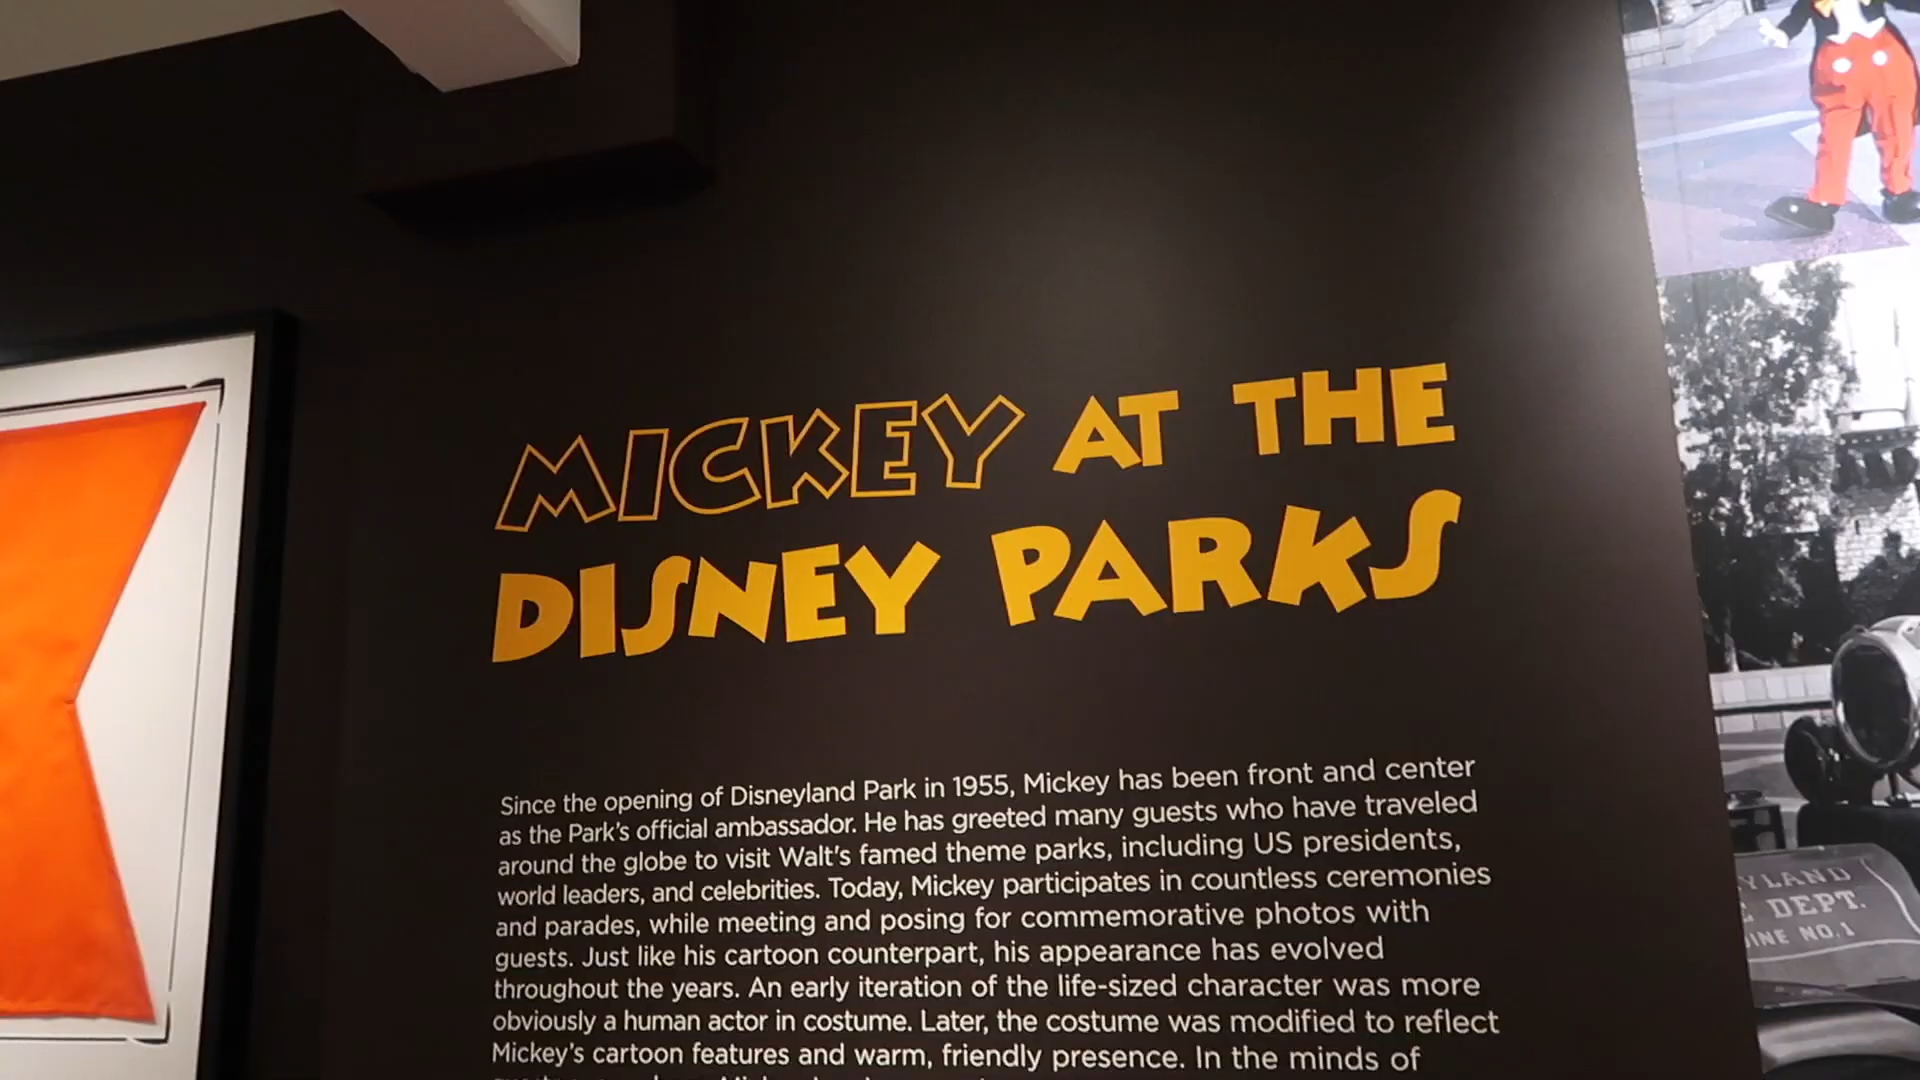 MICKEY AT THE
DISNEY PARKS
Since the opening of Disneyland Park in 1955, Mickey has been front and center
as the Park's official ambassador. He has greeted many guests who have traveled
around the globe to visit Walt's famed theme parks, including US presidents,
world leaders, and celebrities. Today, Mickey participates in countless ceremonies
and parades, while meeting and posing for commemorative photos with
guests. Just like his cartoon counterpart, his appearance has evolved
throughout the years. An early iteration of the life-sized character was more
obviously a human actor in costume. Later, the costume was modified to reflect
Mickey's cartoon features and warm, friendly presence. In the minds of
YLAND
DEPT.
INE NO.1